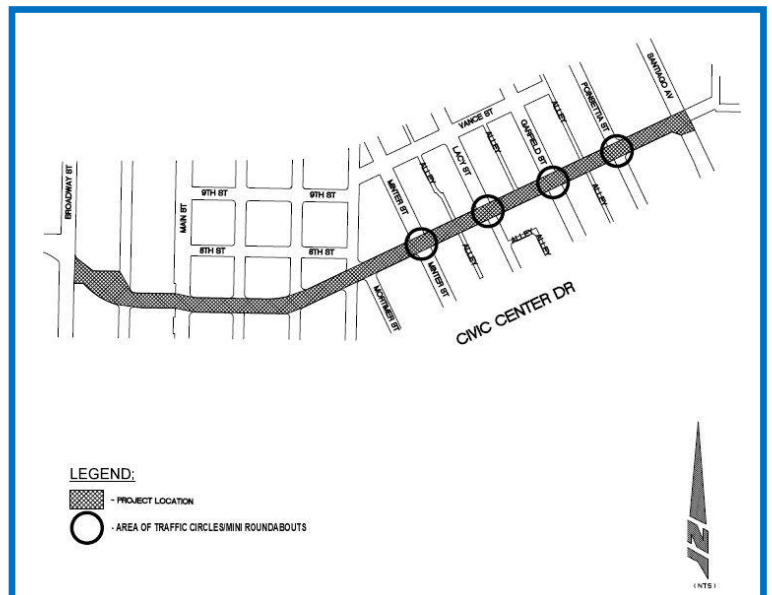 SANTIAGO AV
POINSETTIA ST
ALLEY
GARFIELD ST
VANCE ST
ALLEY
LACY ST
ALLEY
MINTER ST
BROADWAY ST
MAIN ST
9TH ST
9TH ST
8TH ST
8TH ST
ALLEY
ALLEY
ALLEY
ALLEY
MINTER ST
MORTIMER ST
CIVIC CENTER DR
LEGEND:
- PROJECT LOCATION
- AREA OF TRAFFIC CIRCLES/MINI ROUNDABOUTS
N
(NTS)